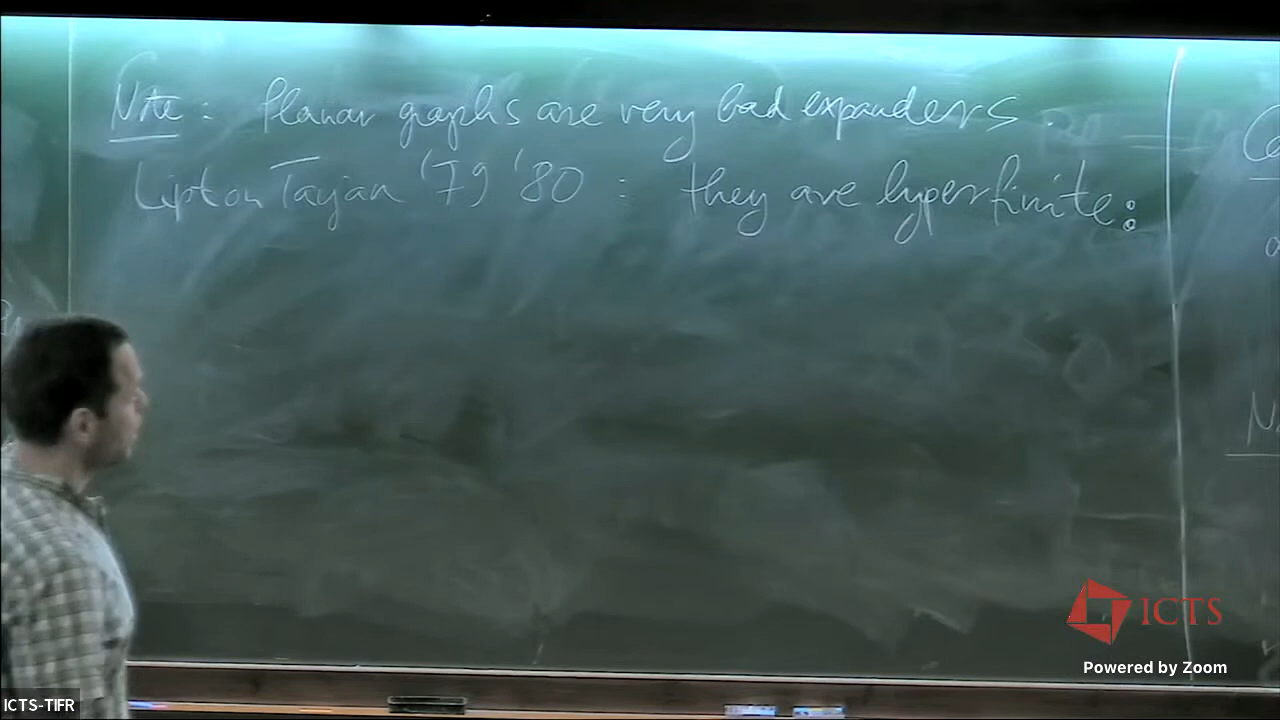 Note : Planar graphs are very bad expanders.
Lipton Tarjan '79 '80 : they are hyperfinite:
ICTS
Powered by Zoom
ICTS-TIFR